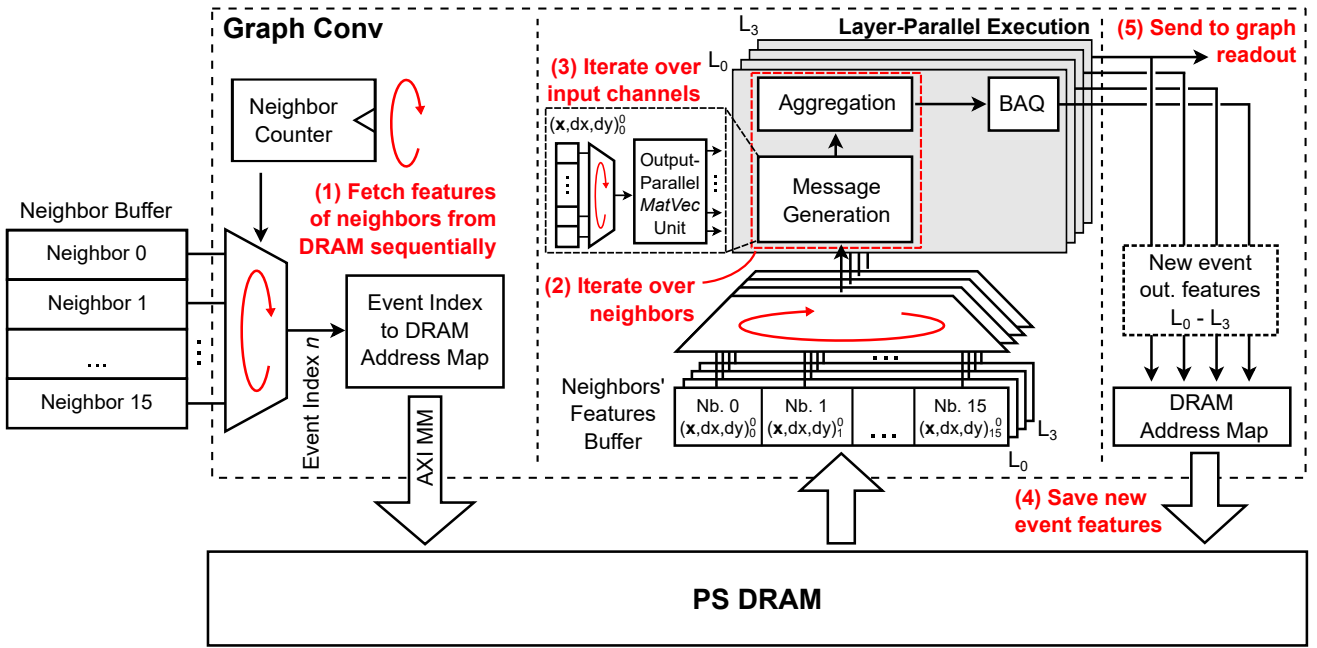 Graph Conv
Neighbor
Counter
(1) Fetch features
of neighbors from
DRAM sequentially
Neighbor Buffer
Neighbor 0
Neighbor 1
...
Neighbor 15
Event Index n
Event Index
to DRAM
Address Map
AXI MM
Layer-Parallel Execution
L3
L0
(3) Iterate over
input channels
(x,dx,dy)00
Output-
Parallel
MatVec
Unit
Aggregation
BAQ
Message
Generation
(2) Iterate over
neighbors
Neighbors'
Features
Buffer
Nb. 0
(x,dx,dy)00
Nb. 1
(x,dx,dy)10
...
Nb. 15
(x,dx,dy)150
L3
L0
(5) Send to graph
readout
New event
out. features
L0 - L3
DRAM
Address Map
(4) Save new
event features
PS DRAM